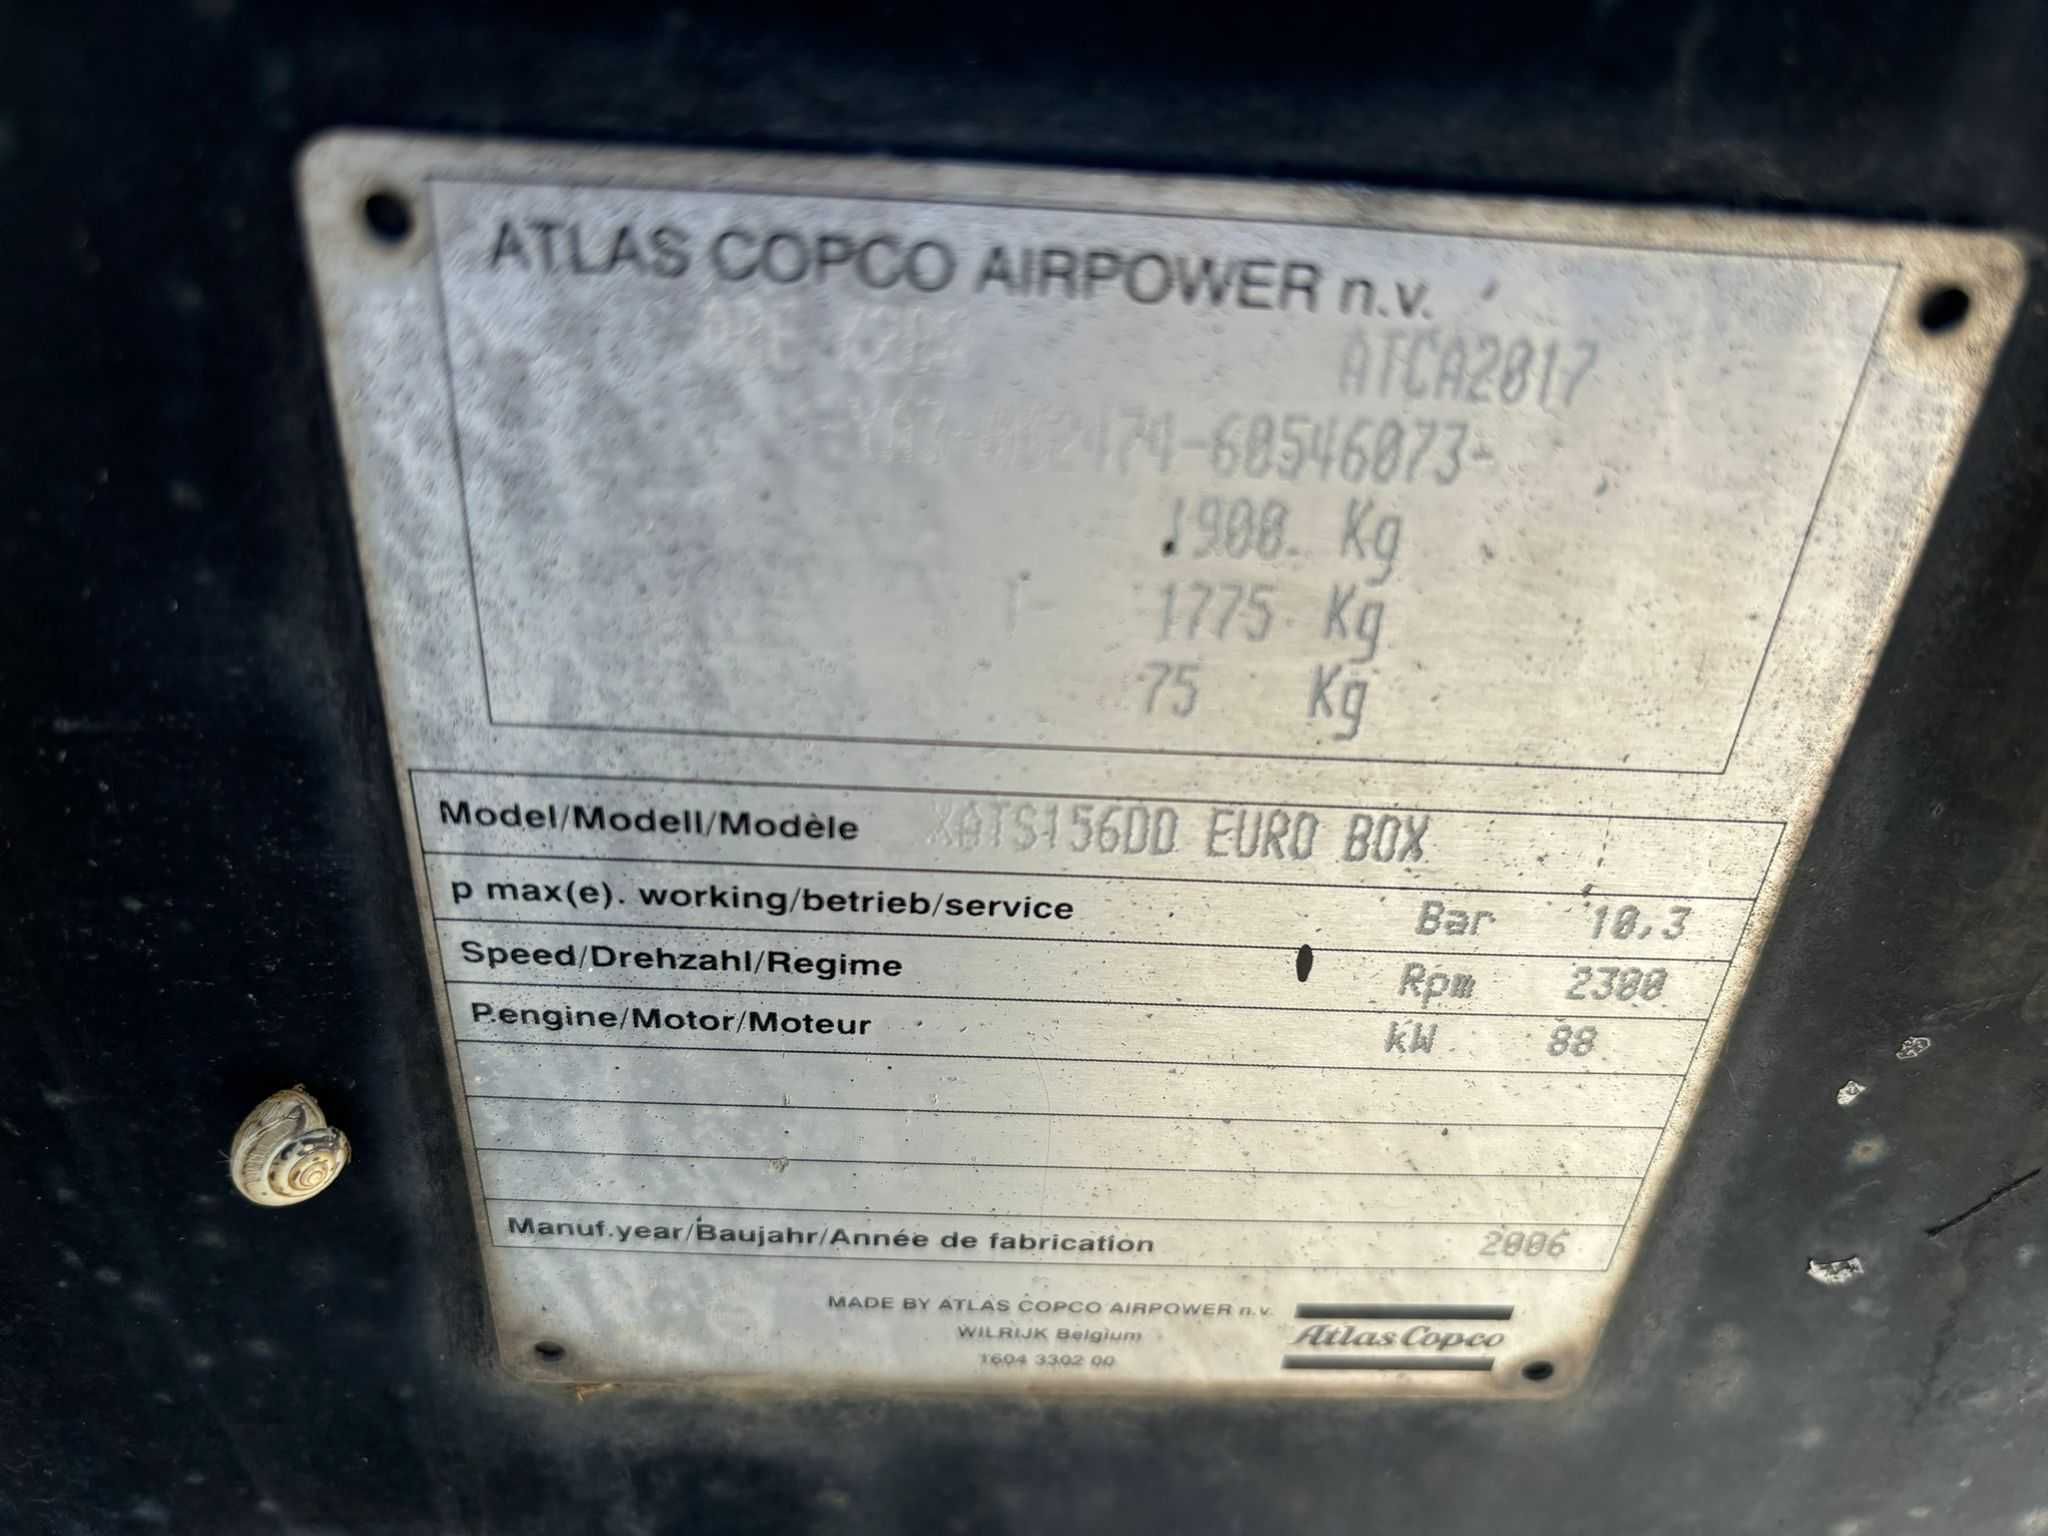 ATLAS COPCO AIRPOWER n.v.
ATCA2017
-60546073-
1900 Kg
1775 Kg
75 Kg
Model/Modell/Modèle XATS156DD EURO BOX
p max(e). working/betrieb/service Bar 10,3
Speed/Drehzahl/Regime Rpm 2300
P.engine/Motor/Moteur kW 88
Manuf.year/Baujahr/Année de fabrication 2006
MADE BY ATLAS COPCO AIRPOWER n.v.
WILRIJK Belgium
1604 3302 00
Atlas Copco